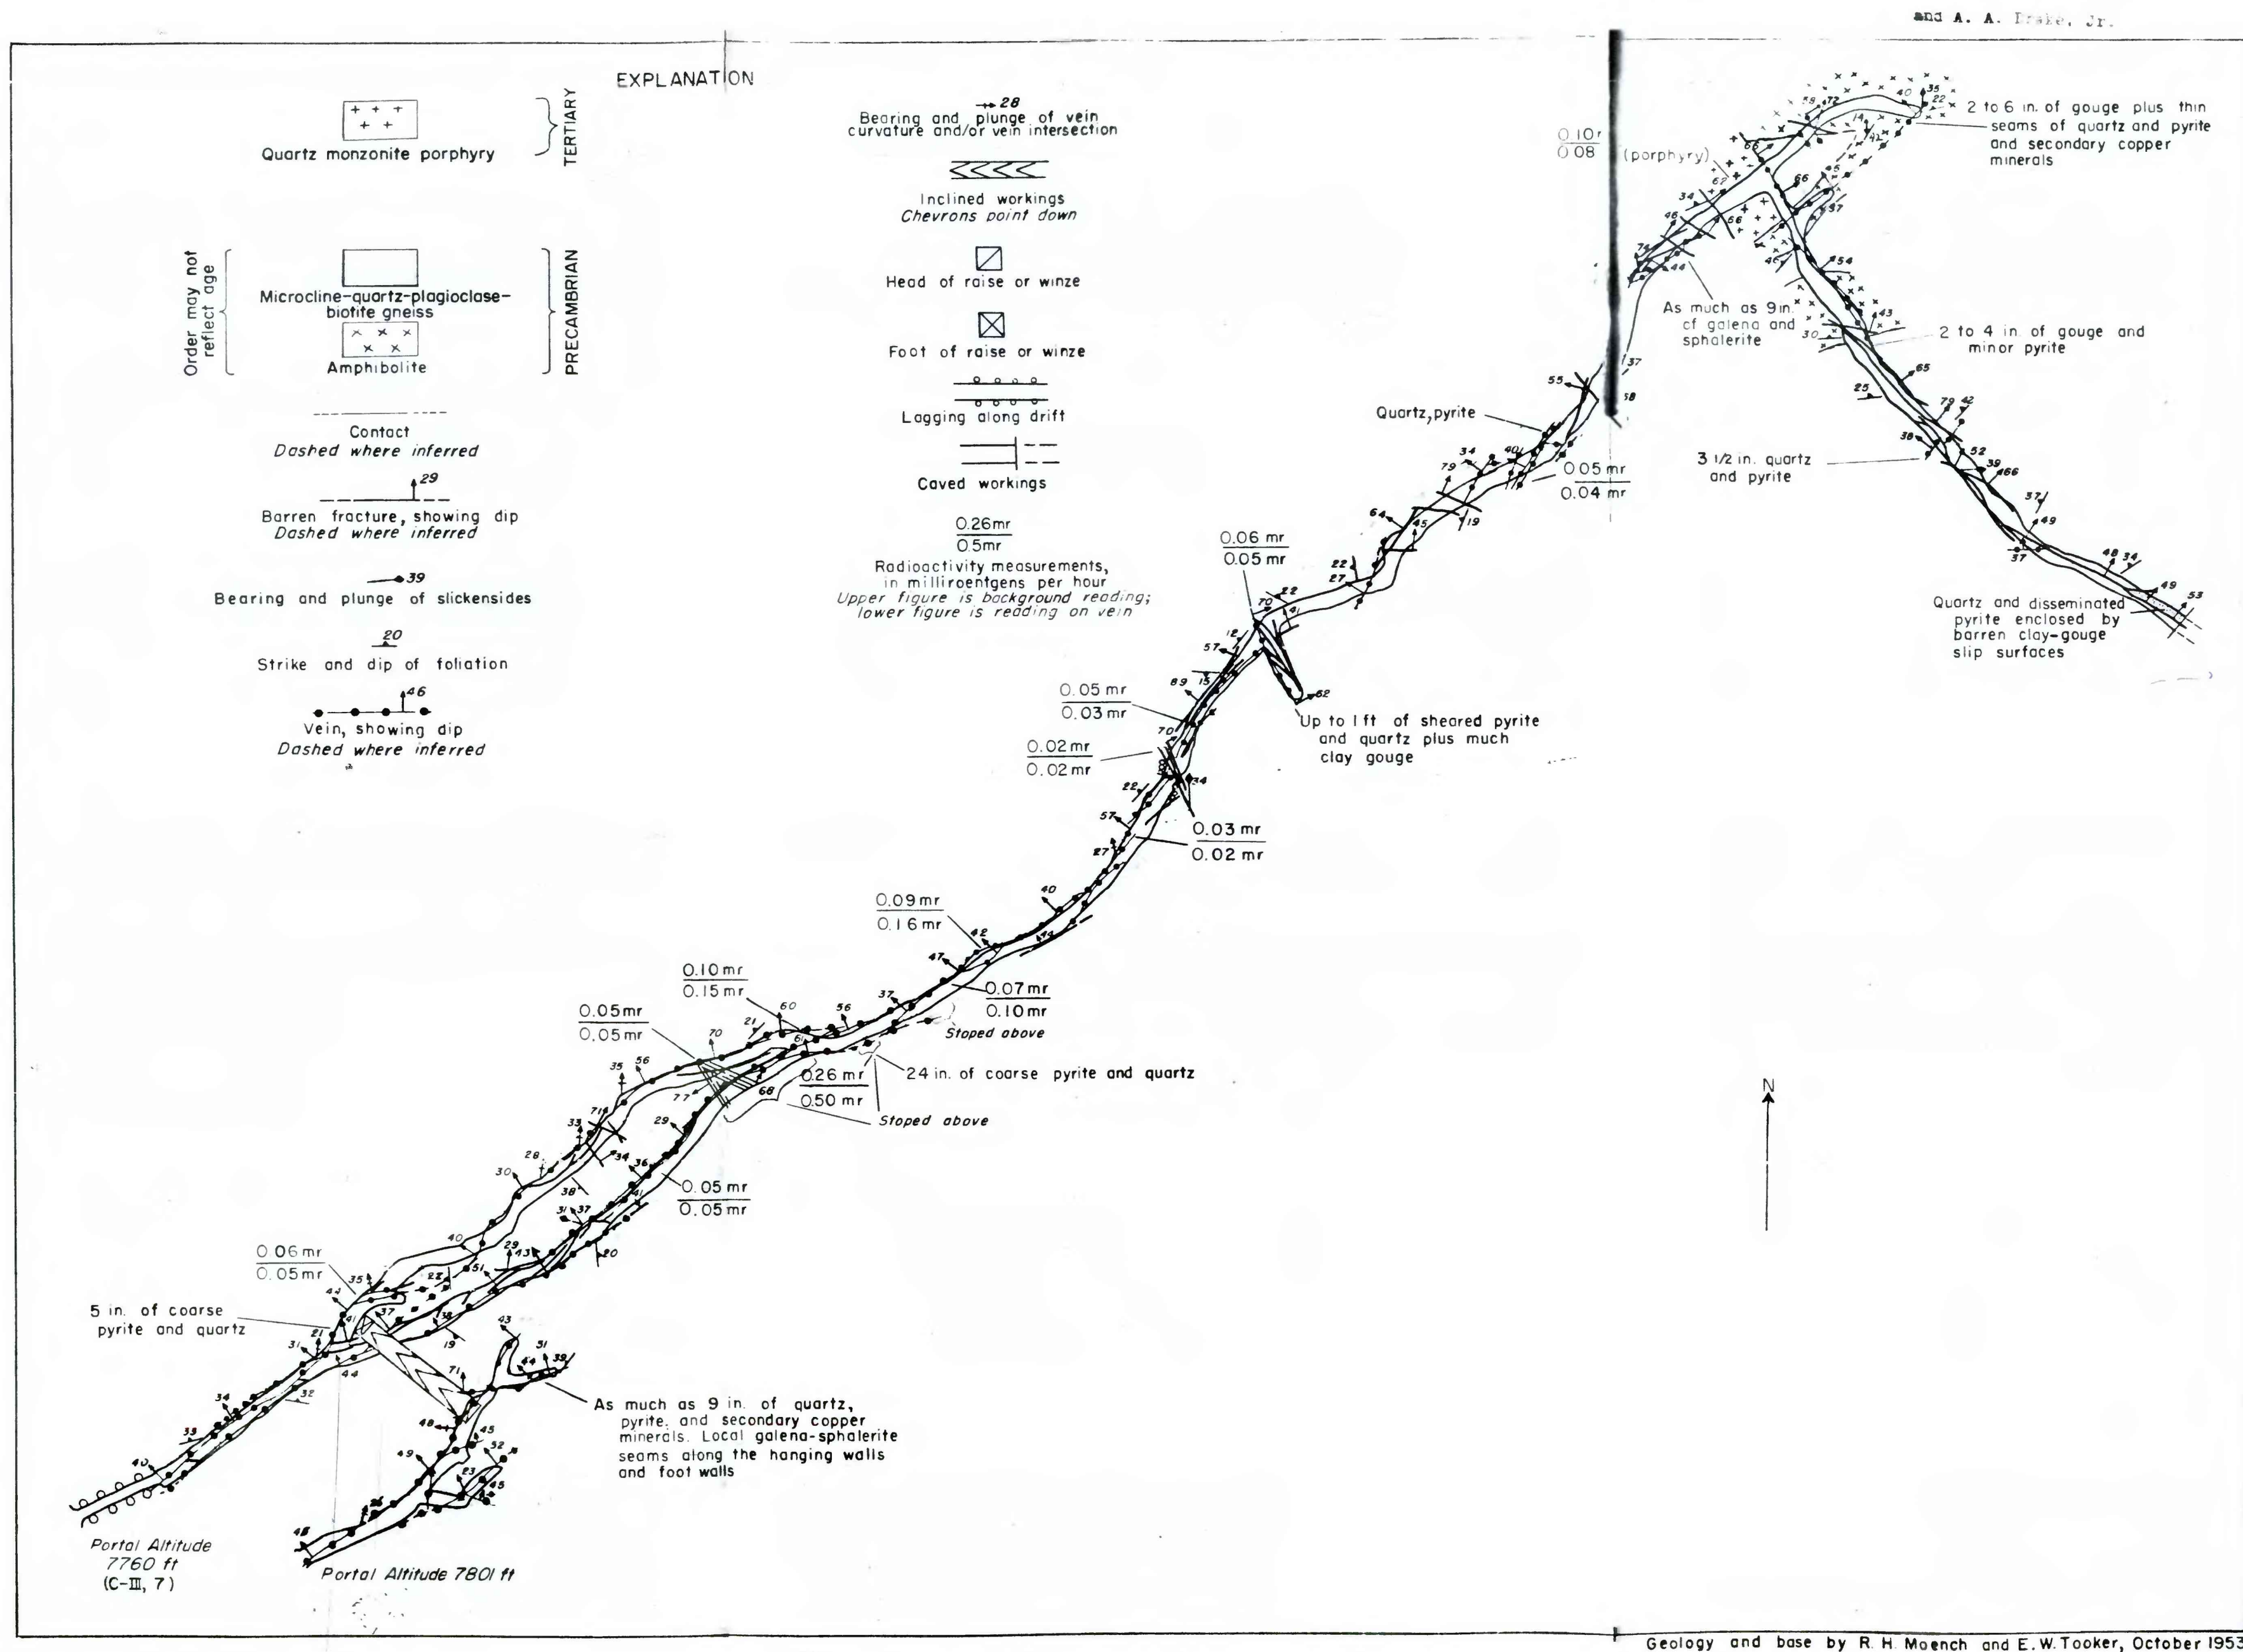 and A. A. Drake, Jr.
EXPLANATION
Quartz monzonite porphyry
TERTIARY
Order may not
reflect age
Microcline-quartz-plagioclase-
biotite gneiss
Amphibolite
PRECAMBRIAN
Contact
Dashed where inferred
29
Barren fracture, showing dip
Dashed where inferred
39
Bearing and plunge of slickensides
20
Strike and dip of foliation
46
Vein, showing dip
Dashed where inferred
28
Bearing and plunge of vein
curvature and/or vein intersection
Inclined workings
Chevrons point down
Head of raise or winze
Foot of raise or winze
Lagging along drift
Caved workings
0.26mr
0.5mr
Radioactivity measurements,
in milliroentgens per hour
Upper figure is background reading;
lower figure is reading on vein
0.10
0.08
(porphyry)
2 to 6 in. of gouge plus thin
seams of quartz and pyrite
and secondary copper
minerals
As much as 9 in.
of galena and
sphalerite
2 to 4 in. of gouge and
minor pyrite
Quartz, pyrite
3 1/2 in. quartz
and pyrite
0.05 mr
0.04 mr
0.06 mr
0.05 mr
Quartz and disseminated
pyrite enclosed by
barren clay-gouge
slip surfaces
0.05 mr
0.03 mr
Up to 1 ft of sheared pyrite
and quartz plus much
clay gouge
0.02 mr
0.02 mr
0.03 mr
0.02 mr
0.09 mr
0.16 mr
0.10 mr
0.15 mr
0.07 mr
0.10 mr
Stoped above
0.05 mr
0.05 mr
24 in. of coarse pyrite and quartz
0.26 mr
0.50 mr
Stoped above
N
0.05 mr
0.05 mr
0.06 mr
0.05 mr
5 in. of coarse
pyrite and quartz
As much as 9 in. of quartz,
pyrite, and secondary copper
minerals. Local galena-sphalerite
seams along the hanging walls
and foot walls
Portal Altitude
7760 ft
(C-III, 7)
Portal Altitude 7801 ft
Geology and base by R. H. Moench and E. W. Tooker, October 1953